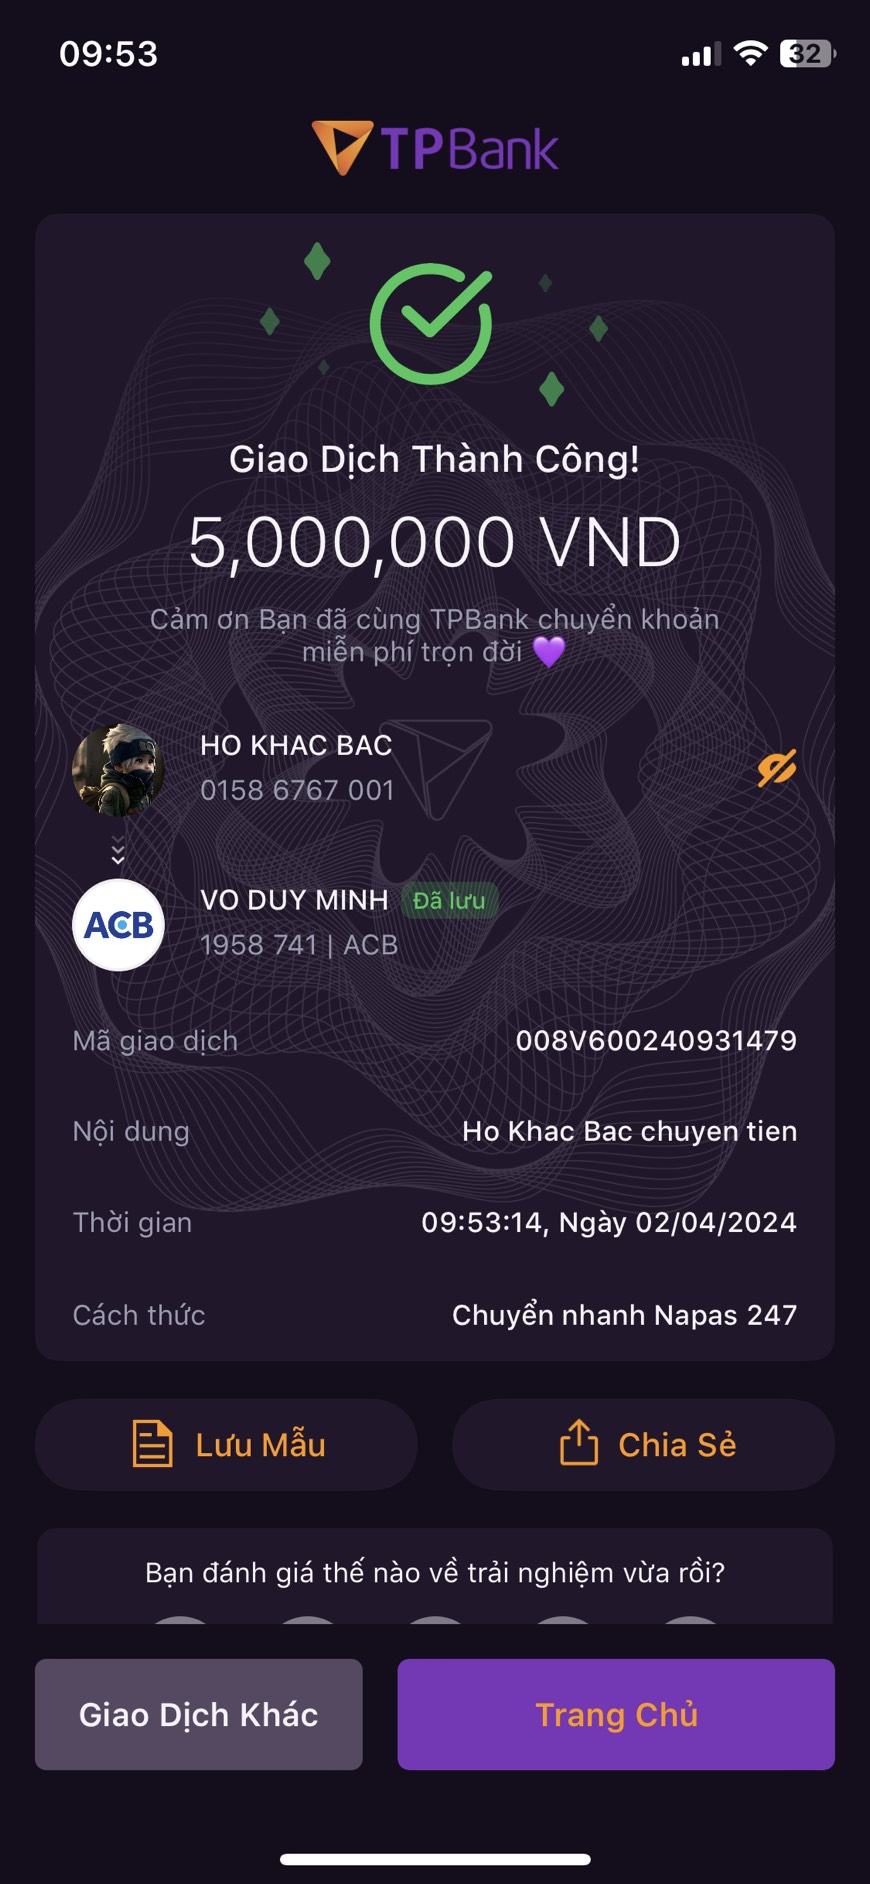 09:53
32
TPBank
Giao Dịch Thành Công!
5,000,000 VND
Cảm ơn Bạn đã cùng TPBank chuyển khoản
miễn phí trọn đời 💜
HO KHAC BAC
0158 6767 001
VO DUY MINH Đã lưu
ACB
1958 741 | ACB
Mã giao dịch 008V600240931479
Nội dung Ho Khac Bac chuyen tien
Thời gian 09:53:14, Ngày 02/04/2024
Cách thức Chuyển nhanh Napas 247
Lưu Mẫu Chia Sẻ
Bạn đánh giá thế nào về trải nghiệm vừa rồi?
Giao Dịch Khác Trang Chủ